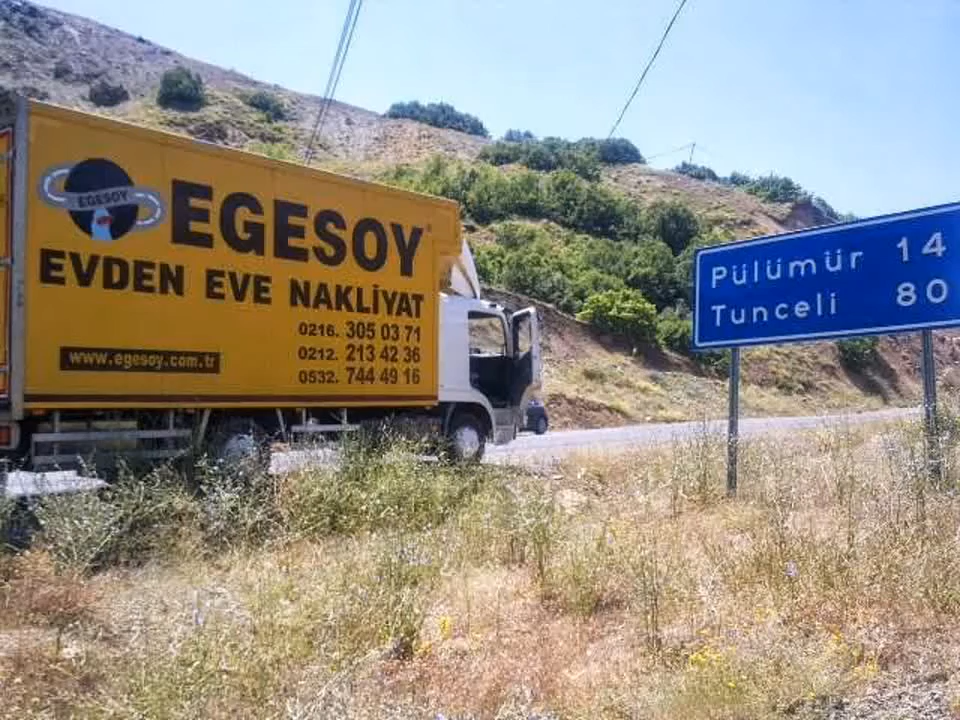 EGESOY
EGESOY
EVDEN EVE NAKLİYAT
0216. 305 03 71
0212. 213 42 36
0532. 744 49 16
www.egesoy.com.tr
Pülümür 14
Tunceli 80